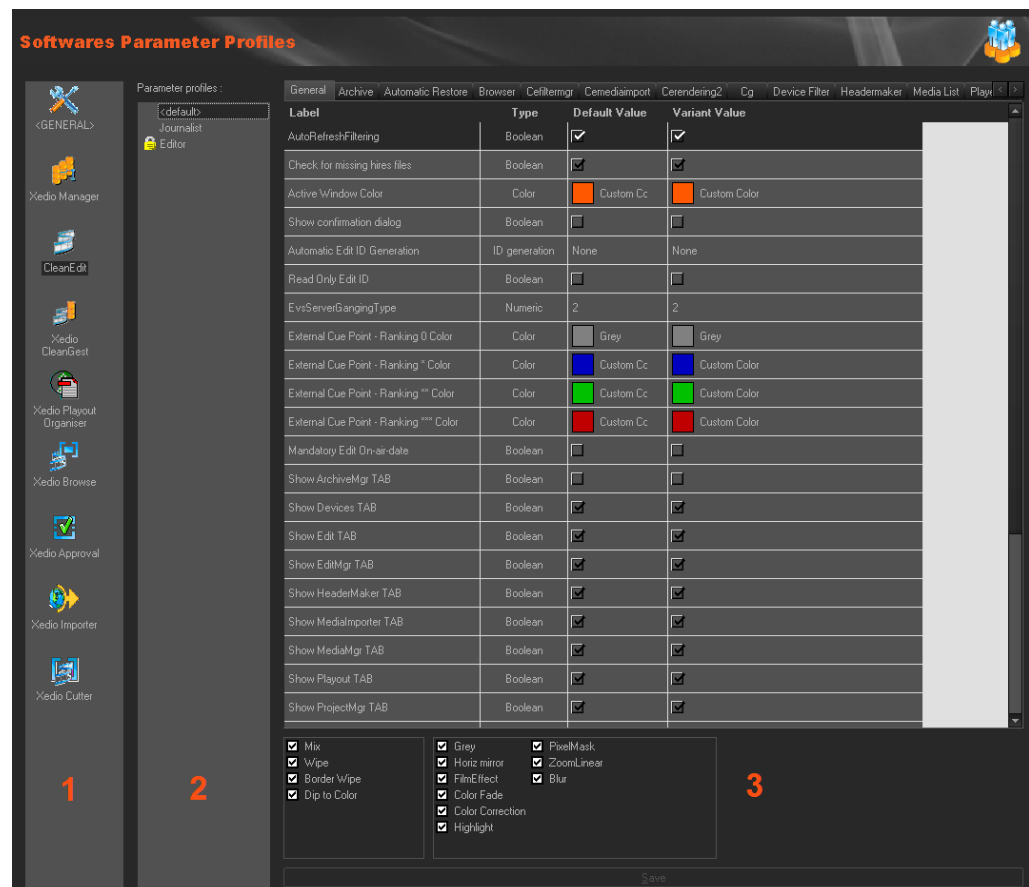 Softwares Parameter Profiles
<GENERAL>
Xedio Manager
CleanEdit
Xedio
CleanGest
Xedio Playout
Organiser
Xedio Browse
Xedio Approval
Xedio Importer
Xedio Cutter
1
Parameter profiles :
<default>
Journalist
Editor
2
General Archive Automatic Restore Browser Cefiltermgr Cemediaimport Cerendering2 Cg Device Filter Headermaker Media List
Label Type Default Value Variant Value
AutoRefreshFiltering Boolean
Check for missing hires files Boolean
Active Window Color Color Custom Cc Custom Color
Show confirmation dialog Boolean
Automatic Edit ID Generation ID generation None None
Read Only Edit ID Boolean
EvsServerGangingType Numeric 2 2
External Cue Point - Ranking 0 Color Color Grey Grey
External Cue Point - Ranking * Color Color Custom Cc Custom Color
External Cue Point - Ranking ** Color Color Custom Cc Custom Color
External Cue Point - Ranking *** Color Color Custom Cc Custom Color
Mandatory Edit On-air-date Boolean
Show ArchiveMgr TAB Boolean
Show Devices TAB Boolean
Show Edit TAB Boolean
Show EditMgr TAB Boolean
Show HeaderMaker TAB Boolean
Show MediaImporter TAB Boolean
Show MediaMgr TAB Boolean
Show Playout TAB Boolean
Show ProjectMgr TAB Boolean
Mix
Wipe
Border Wipe
Dip to Color
Grey
Horiz mirror
FilmEffect
Color Fade
Color Correction
Highlight
PixelMask
ZoomLinear
Blur
3
Save